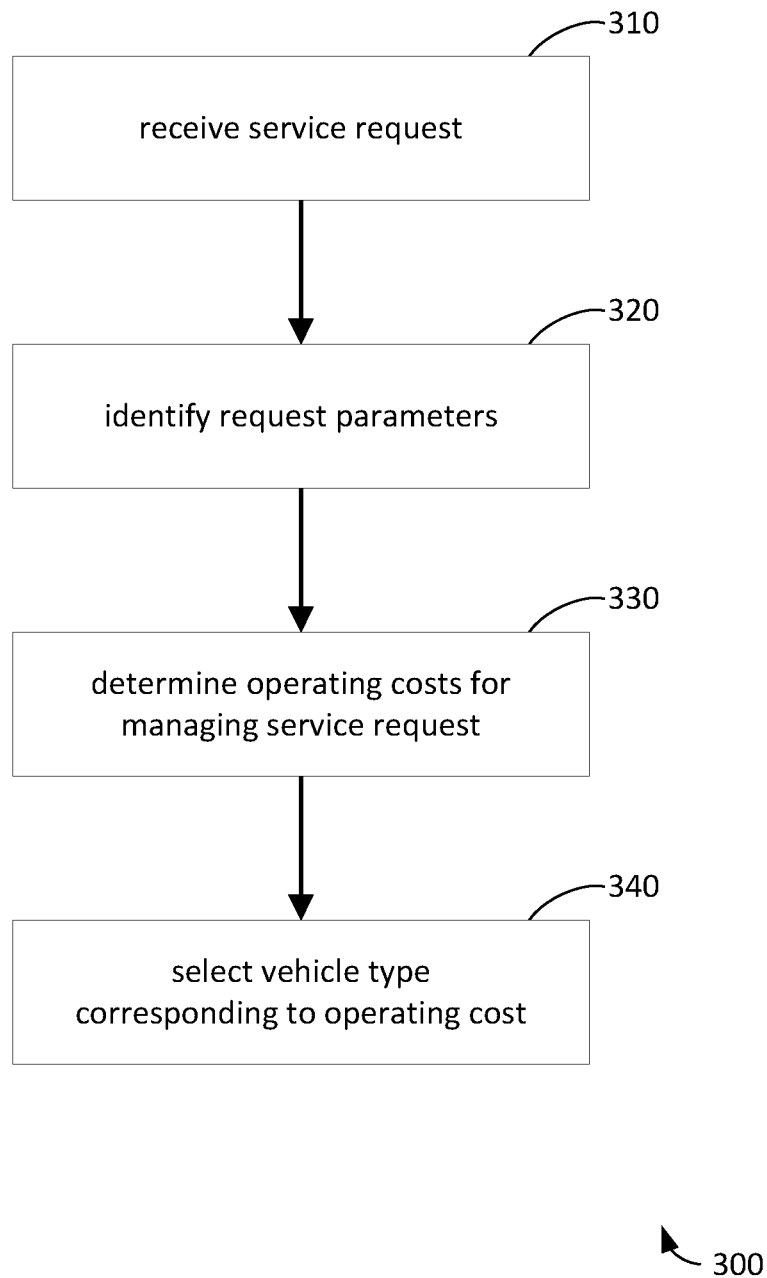 310
receive service request
320
identify request parameters
330
determine operating costs for
managing service request
340
select vehicle type
corresponding to operating cost
300